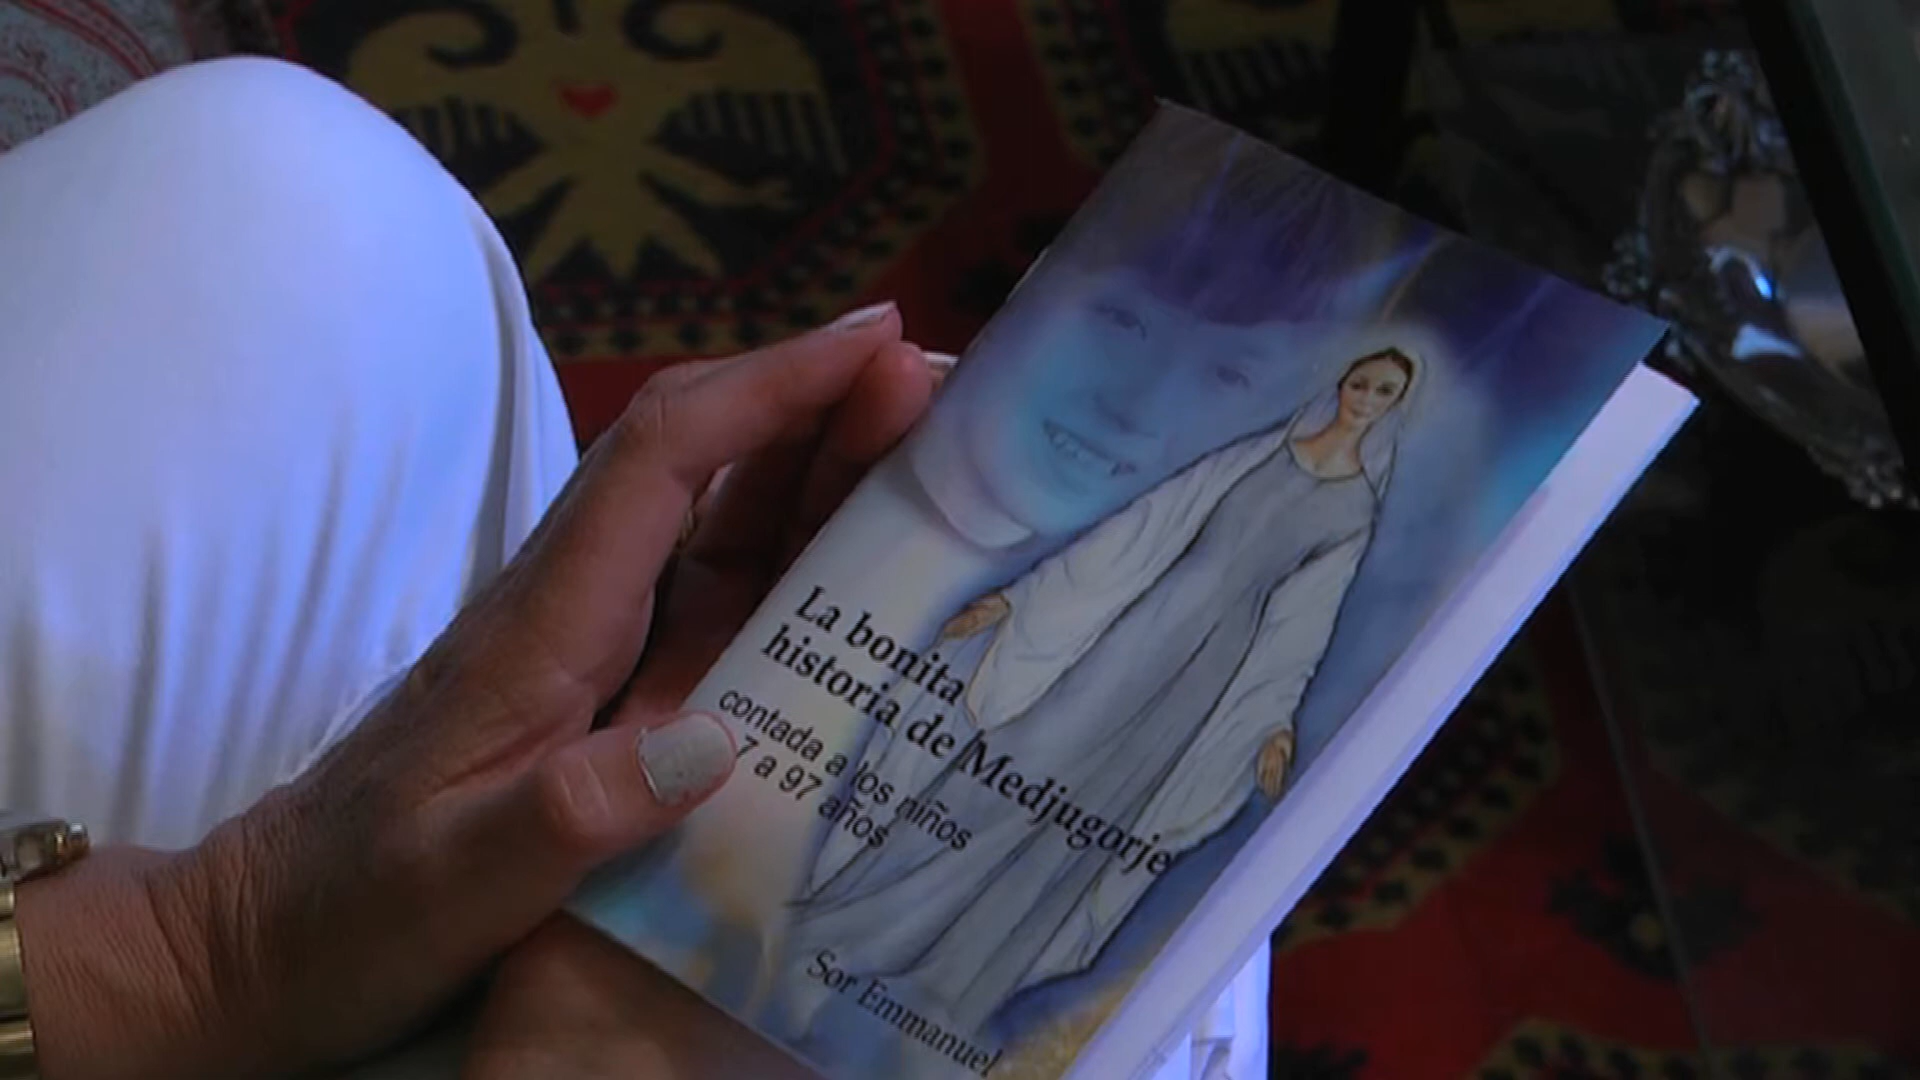 La bonita
historia de Medjugorje
contada a los niños
7 a 97 años
Sor Emmanuel